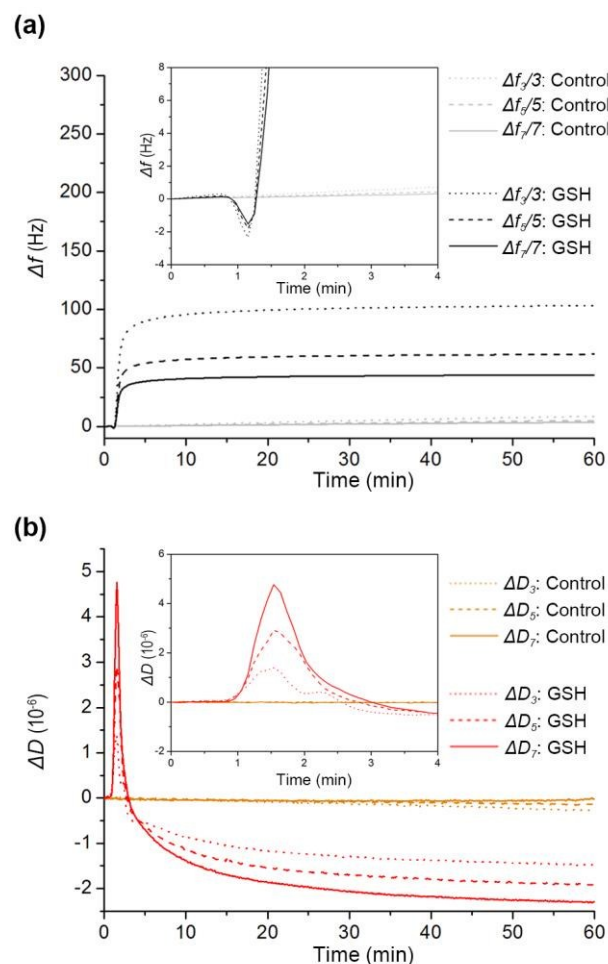 (a)
300
250
200
150
100
50
0
Δf (Hz)
0
10
20
30
40
50
60
Time (min)
8
6
4
2
0
-2
-4
Δf (Hz)
0
1
2
3
4
Time (min)
Δf3/3: Control
Δf5/5: Control
Δf7/7: Control
Δf3/3: GSH
Δf5/5: GSH
Δf7/7: GSH
(b)
5
4
3
2
1
0
-1
-2
ΔD (10-6)
0
10
20
30
40
50
60
Time (min)
6
4
2
0
-2
ΔD (10-6)
0
1
2
3
4
Time (min)
ΔD3: Control
ΔD5: Control
ΔD7: Control
ΔD3: GSH
ΔD5: GSH
ΔD7: GSH